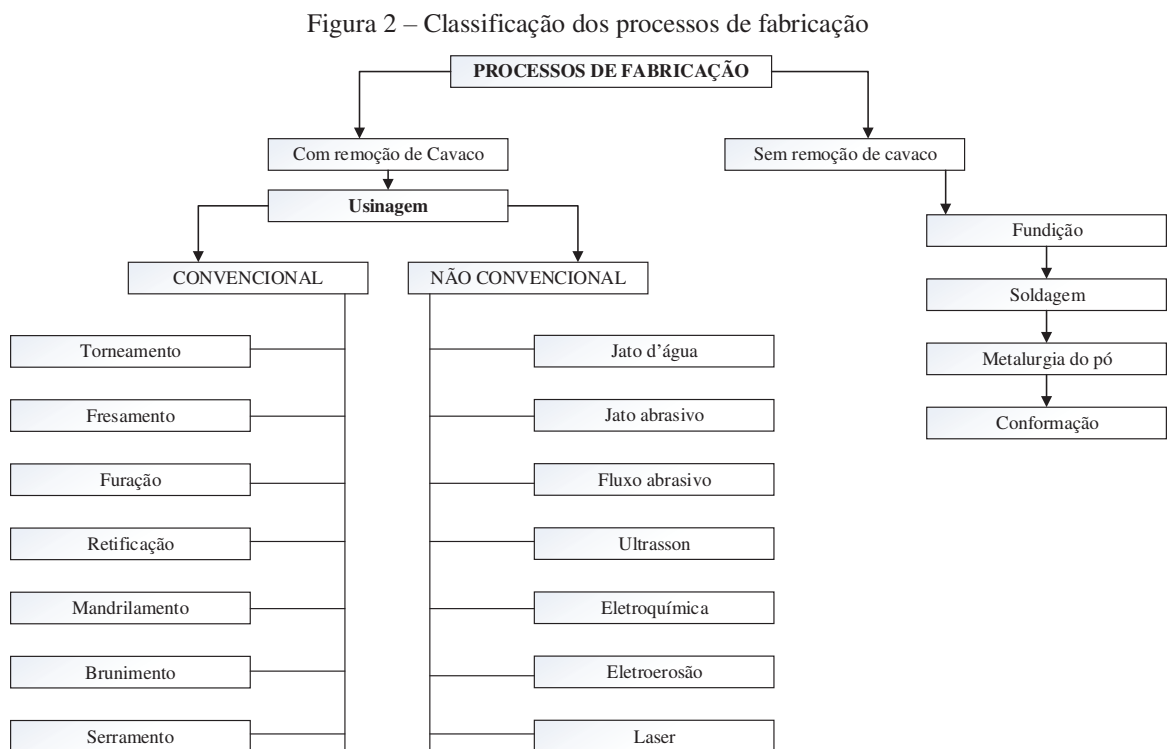 Figura 2 – Classificação dos processos de fabricação
PROCESSOS DE FABRICAÇÃO
Com remoção de Cavaco
Sem remoção de cavaco
Usinagem
CONVENCIONAL
NÃO CONVENCIONAL
Torneamento
Fresamento
Furação
Retificação
Mandrilamento
Brunimento
Serramento
Jato d’água
Jato abrasivo
Fluxo abrasivo
Ultrasson
Eletroquímica
Eletroerosão
Laser
Fundição
Soldagem
Metalurgia do pó
Conformação